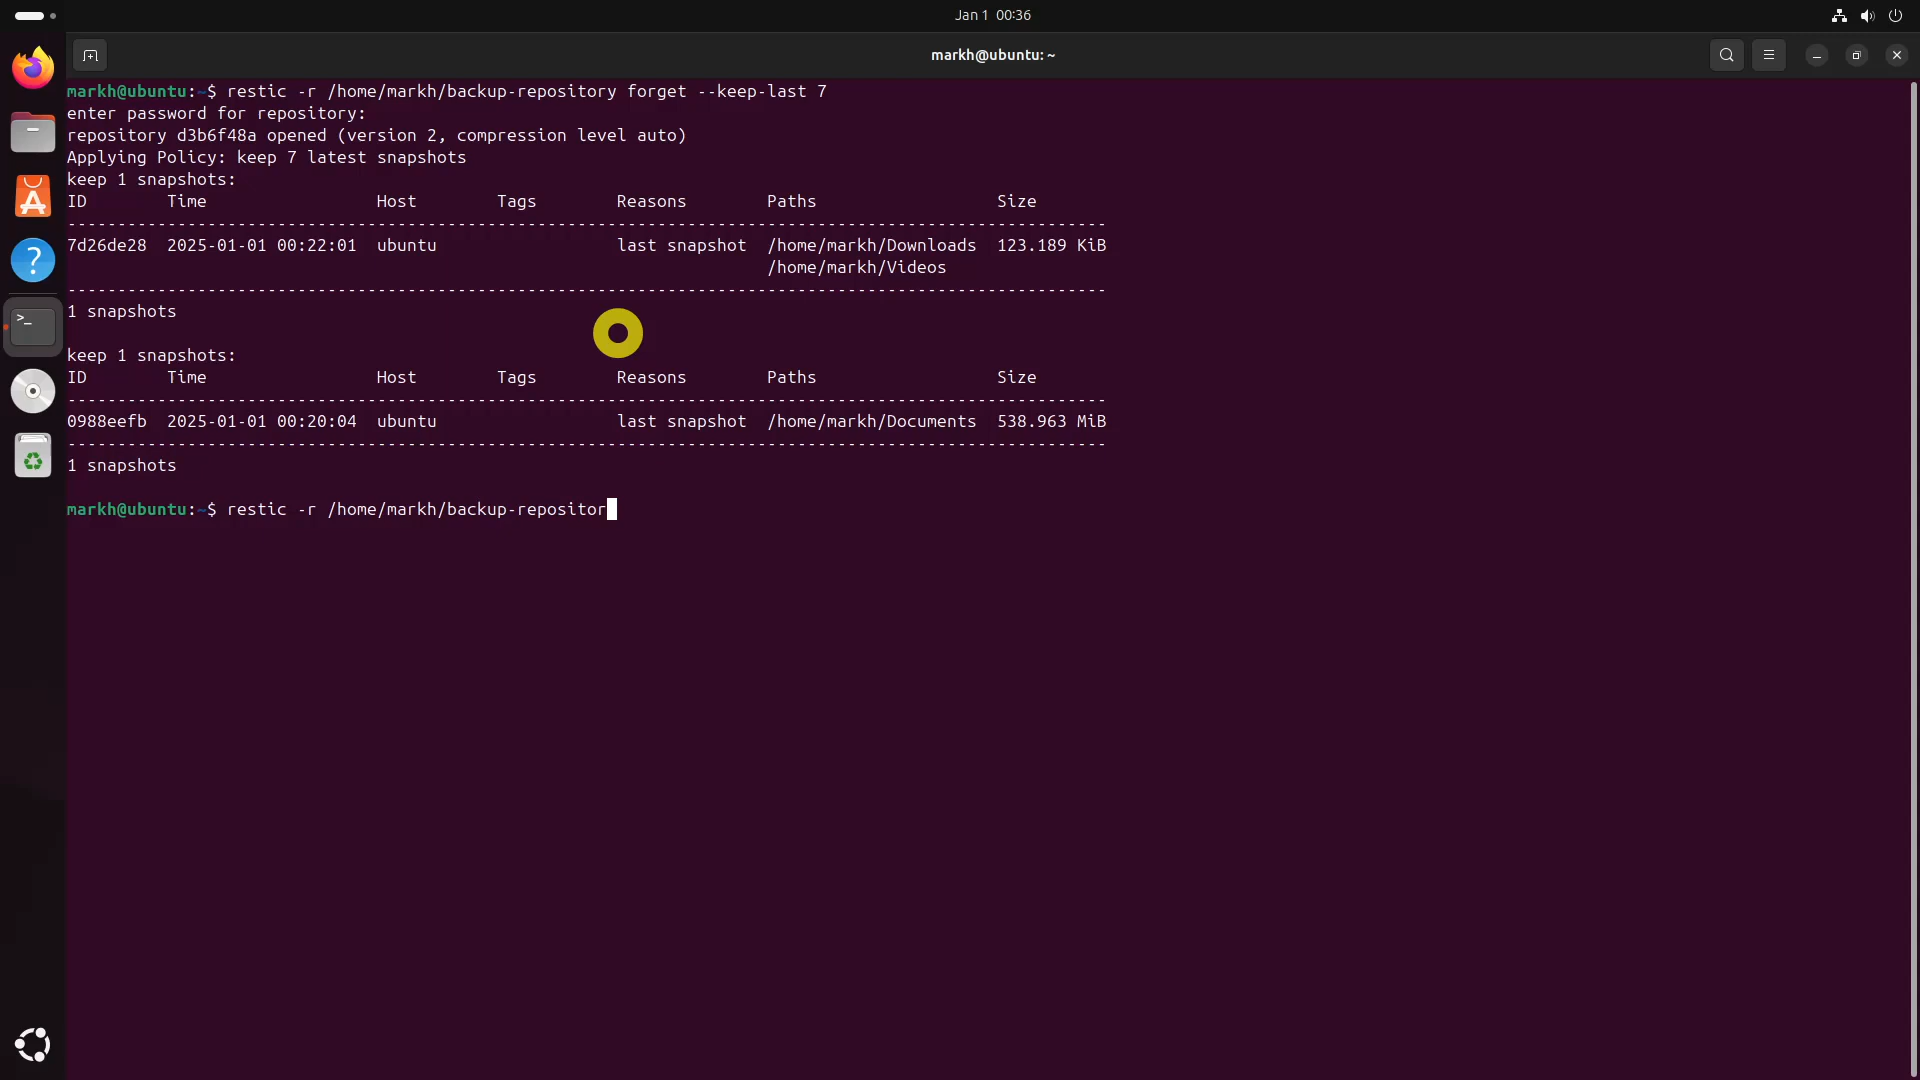 Jan 1 00:36
markh@ubuntu: ~
markh@ubuntu:~$ restic -r /home/markh/backup-repository forget --keep-last 7
enter password for repository:
repository d3b6f48a opened (version 2, compression level auto)
Applying Policy: keep 7 latest snapshots
keep 1 snapshots:
ID        Time                 Host        Tags        Reasons        Paths                  Size
--------------------------------------------------------------------------------------------------------
7d26de28  2025-01-01 00:22:01  ubuntu                  last snapshot  /home/markh/Downloads  123.189 KiB
                                                                      /home/markh/Videos
--------------------------------------------------------------------------------------------------------
1 snapshots
keep 1 snapshots:
ID        Time                 Host        Tags        Reasons        Paths                  Size
--------------------------------------------------------------------------------------------------------
0988eefb  2025-01-01 00:20:04  ubuntu                  last snapshot  /home/markh/Documents  538.963 MiB
--------------------------------------------------------------------------------------------------------
1 snapshots
markh@ubuntu:~$ restic -r /home/markh/backup-repositor